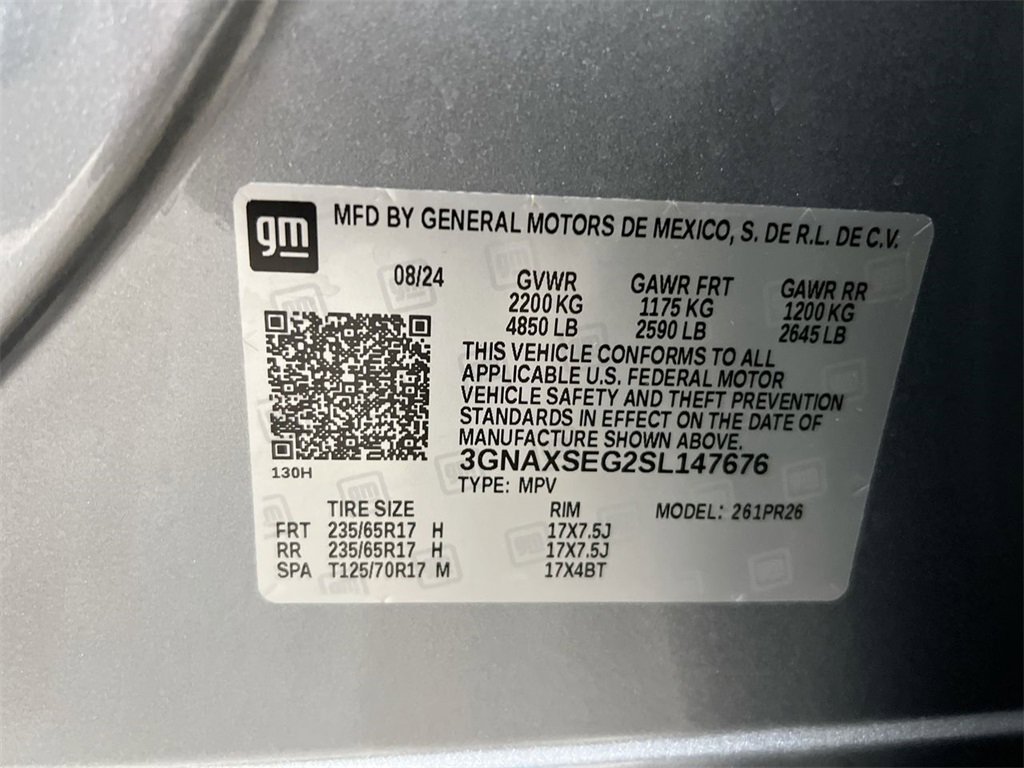 gm MFD BY GENERAL MOTORS DE MEXICO, S. DE R.L. DE C.V.
08/24 GVWR GAWR FRT GAWR RR
2200 KG 1175 KG 1200 KG
4850 LB 2590 LB 2645 LB
THIS VEHICLE CONFORMS TO ALL
APPLICABLE U.S. FEDERAL MOTOR
VEHICLE SAFETY AND THEFT PREVENTION
STANDARDS IN EFFECT ON THE DATE OF
MANUFACTURE SHOWN ABOVE.
3GNAXSEG2SL147676
130H
TYPE: MPV
TIRE SIZE RIM MODEL: 261PR26
FRT 235/65R17 H 17X7.5J
RR 235/65R17 H 17X7.5J
SPA T125/70R17 M 17X4BT